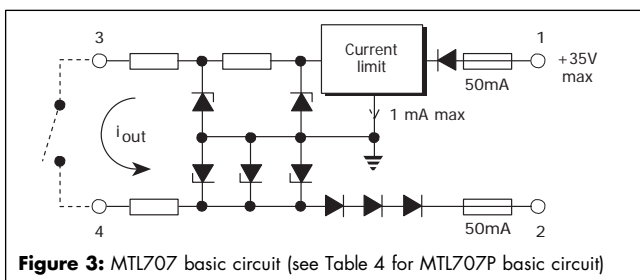 3
Current
limit
1
+35V
max
50mA
1 mA max
iout
4
50mA
2
Figure 3: MTL707 basic circuit (see Table 4 for MTL707P basic circuit)